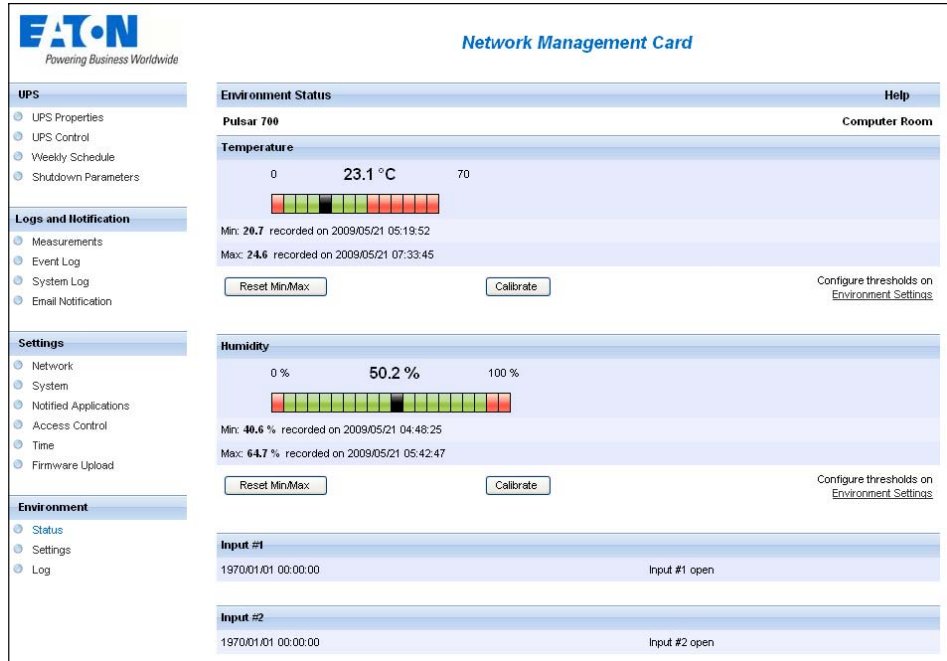 EATON
Powering Business Worldwide
Network Management Card
UPS
UPS Properties
UPS Control
Weekly Schedule
Shutdown Parameters
Logs and Notification
Measurements
Event Log
System Log
Email Notification
Settings
Network
System
Notified Applications
Access Control
Time
Firmware Upload
Environment
Status
Settings
Log
Environment Status Help
Pulsar 700 Computer Room
Temperature
0 23.1 °C 70
Min: 20.7 recorded on 2009/05/21 05:19:52
Max: 24.6 recorded on 2009/05/21 07:33:45
Reset Min/Max Calibrate Configure thresholds on
Environment Settings
Humidity
0 % 50.2 % 100 %
Min: 40.6 % recorded on 2009/05/21 04:48:25
Max: 64.7 % recorded on 2009/05/21 05:42:47
Reset Min/Max Calibrate Configure thresholds on
Environment Settings
Input #1
1970/01/01 00:00:00 Input #1 open
Input #2
1970/01/01 00:00:00 Input #2 open